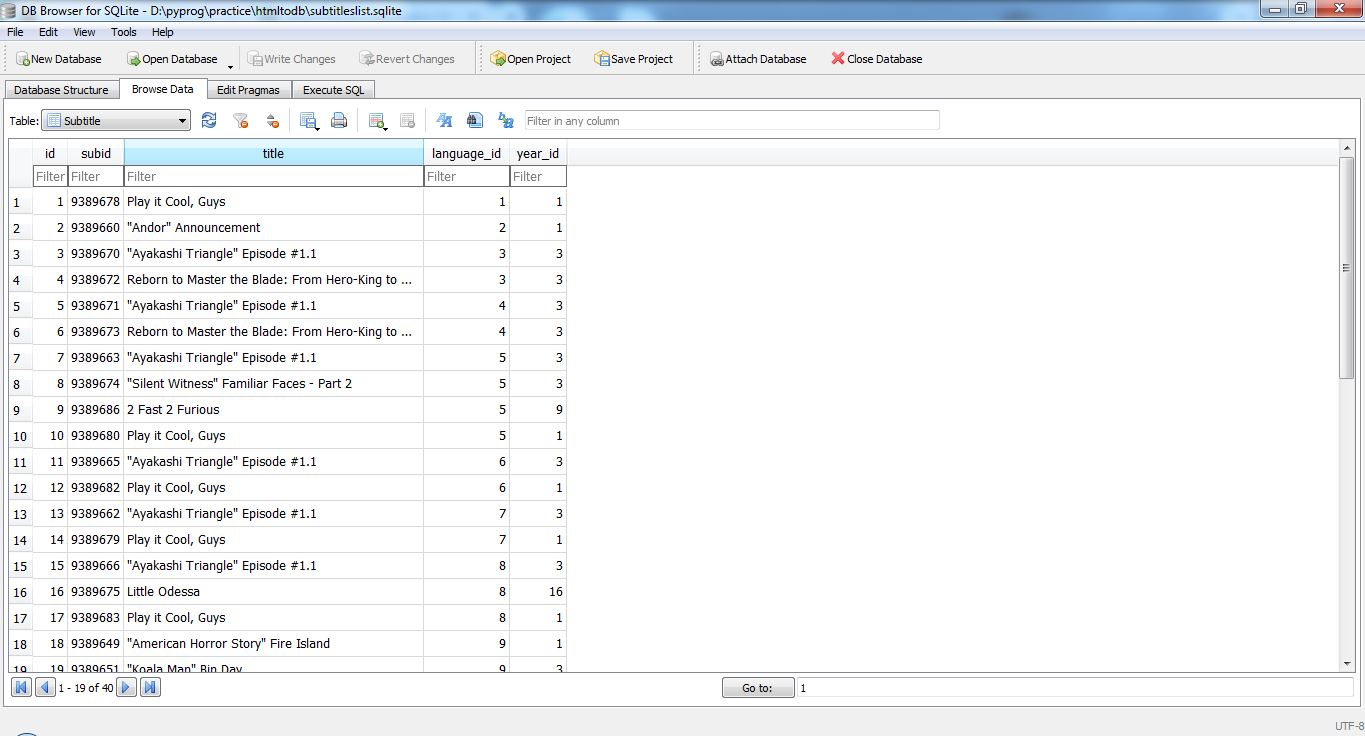 DB Browser for SQLite - D:\pyprog\practice\htmltodb\subtitleslist.sqlite
File Edit View Tools Help
New Database Open Database Write Changes Revert Changes Open Project Save Project Attach Database Close Database
Database Structure Browse Data Edit Pragmas Execute SQL
Table: Subtitle Filter in any column
id subid title language_id year_id
Filter Filter Filter Filter Filter
1 1 9389678 Play it Cool, Guys 1 1
2 2 9389660 "Andor" Announcement 2 1
3 3 9389670 "Ayakashi Triangle" Episode #1.1 3 3
4 4 9389672 Reborn to Master the Blade: From Hero-King to ... 3 3
5 5 9389671 "Ayakashi Triangle" Episode #1.1 4 3
6 6 9389673 Reborn to Master the Blade: From Hero-King to ... 4 3
7 7 9389663 "Ayakashi Triangle" Episode #1.1 5 3
8 8 9389674 "Silent Witness" Familiar Faces - Part 2 5 3
9 9 9389686 2 Fast 2 Furious 5 9
10 10 9389680 Play it Cool, Guys 5 1
11 11 9389665 "Ayakashi Triangle" Episode #1.1 6 3
12 12 9389682 Play it Cool, Guys 6 1
13 13 9389662 "Ayakashi Triangle" Episode #1.1 7 3
14 14 9389679 Play it Cool, Guys 7 1
15 15 9389666 "Ayakashi Triangle" Episode #1.1 8 3
16 16 9389675 Little Odessa 8 16
17 17 9389683 Play it Cool, Guys 8 1
18 18 9389649 "American Horror Story" Fire Island 9 1
19 19 9389651 "Koala Man" Bin Day 9 3
1 - 19 of 40 Go to: 1
UTF-8